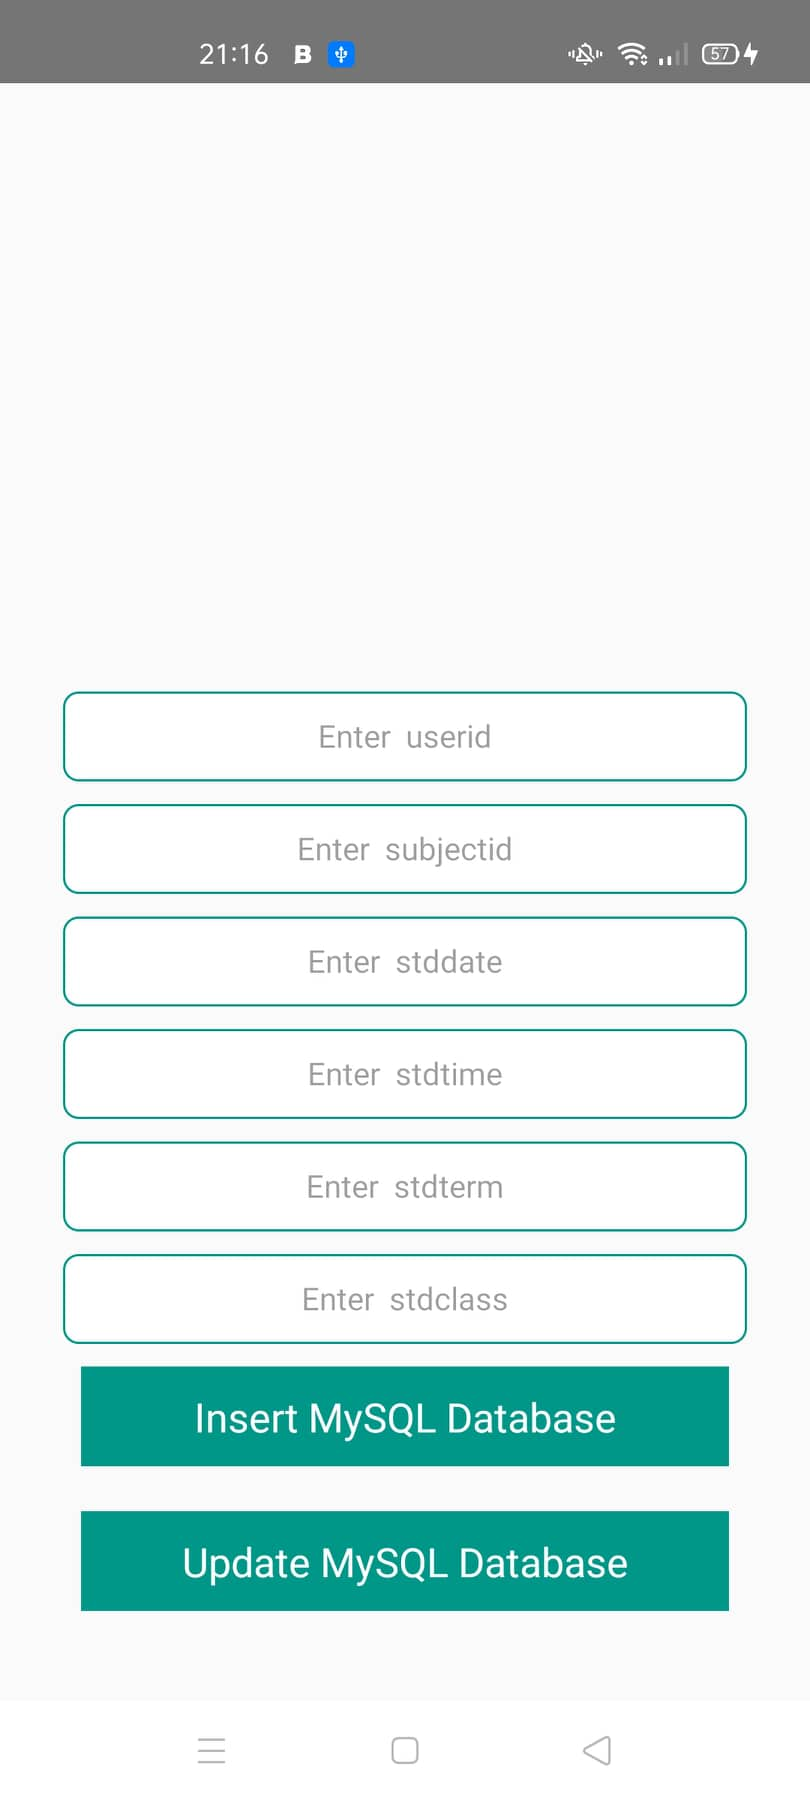 21:16 B 57
Enter userid
Enter subjectid
Enter stddate
Enter stdtime
Enter stdterm
Enter stdclass
Insert MySQL Database
Update MySQL Database